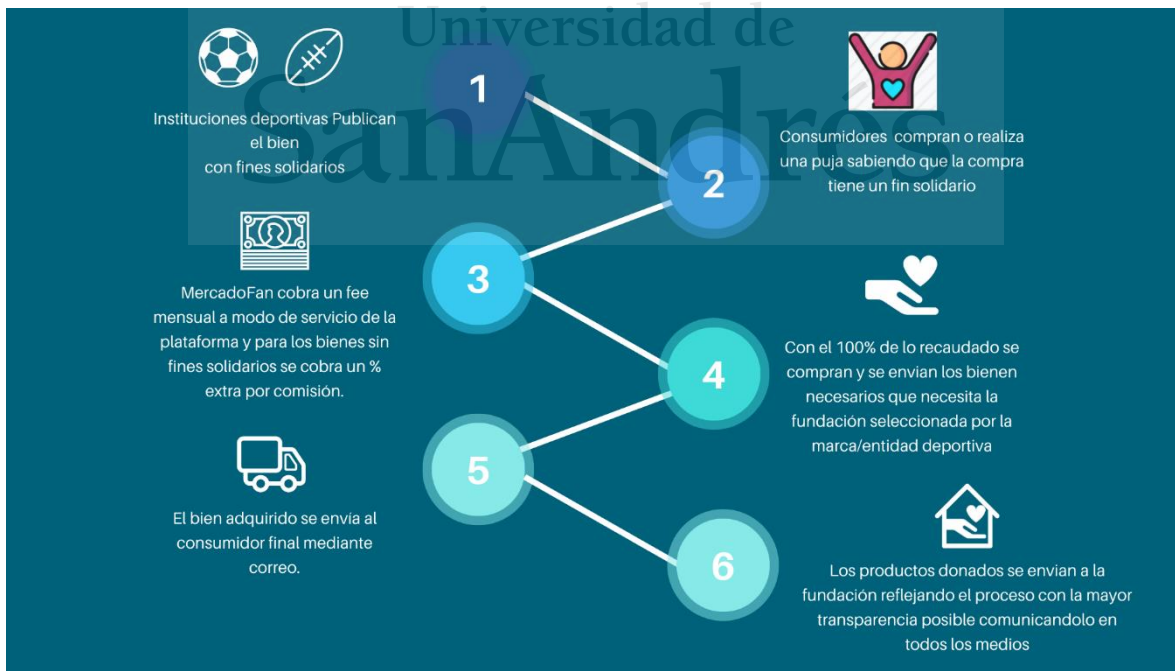 Universidad de
SanAndrés
1
Instituciones deportivas Publican
el bien
con fines solidarios
2
Consumidores compran o realiza
una puja sabiendo que la compra
tiene un fin solidario
3
MercadoFan cobra un fee
mensual a modo de servicio de la
plataforma y para los bienes sin
fines solidarios se cobra un %
extra por comisión.
4
Con el 100% de lo recaudado se
compran y se envian los bienen
necesarios que necesita la
fundación seleccionada por la
marca/entidad deportiva
5
El bien adquirido se envía al
consumidor final mediante
correo.
6
Los productos donados se envian a la
fundación reflejando el proceso con la mayor
transparencia posible comunicandolo en
todos los medios